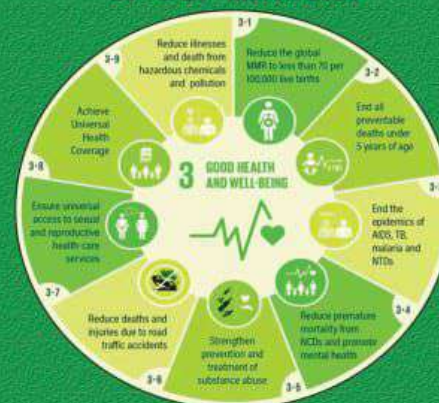 3-1
Reduce the global
MMR to less than 70 per
100,000 live births
3-2
End all
preventable
deaths under
5 years of age
End the
epidemics of
AIDS, TB,
malaria and
NTDs
3-4
Reduce premature
mortality from
NCDs and promote
mental health
3-5
Strengthen
prevention and
treatment of
substance abuse
3-6
Reduce deaths and
injuries due to road
traffic accidents
3-7
Ensure universal
access to sexual
and reproductive
health-care
services
3-8
Achieve
Universal
Health
Coverage
3-9
Reduce illnesses
and death from
hazardous chemicals
and pollution
3 GOOD HEALTH
AND WELL-BEING